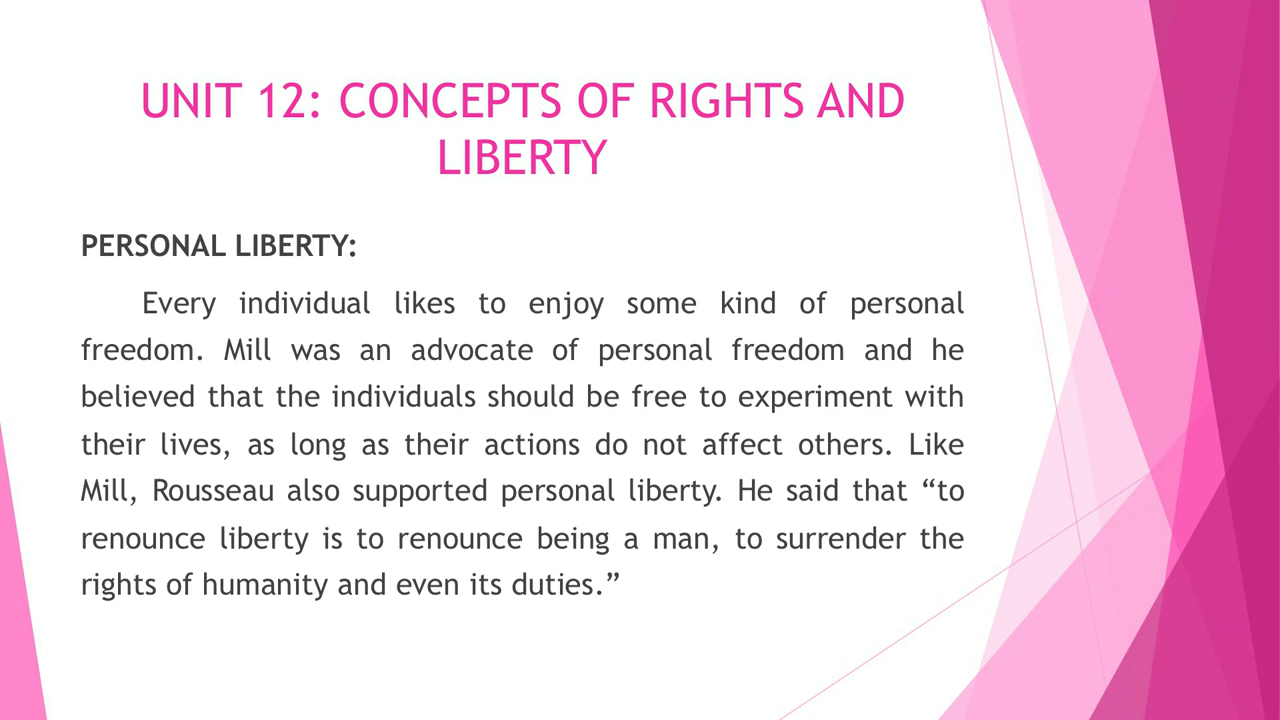 UNIT 12: CONCEPTS OF RIGHTS AND
LIBERTY
PERSONAL LIBERTY:
Every individual likes to enjoy some kind of personal
freedom. Mill was an advocate of personal freedom and he
believed that the individuals should be free to experiment with
their lives, as long as their actions do not affect others. Like
Mill, Rousseau also supported personal liberty. He said that “to
renounce liberty is to renounce being a man, to surrender the
rights of humanity and even its duties.”